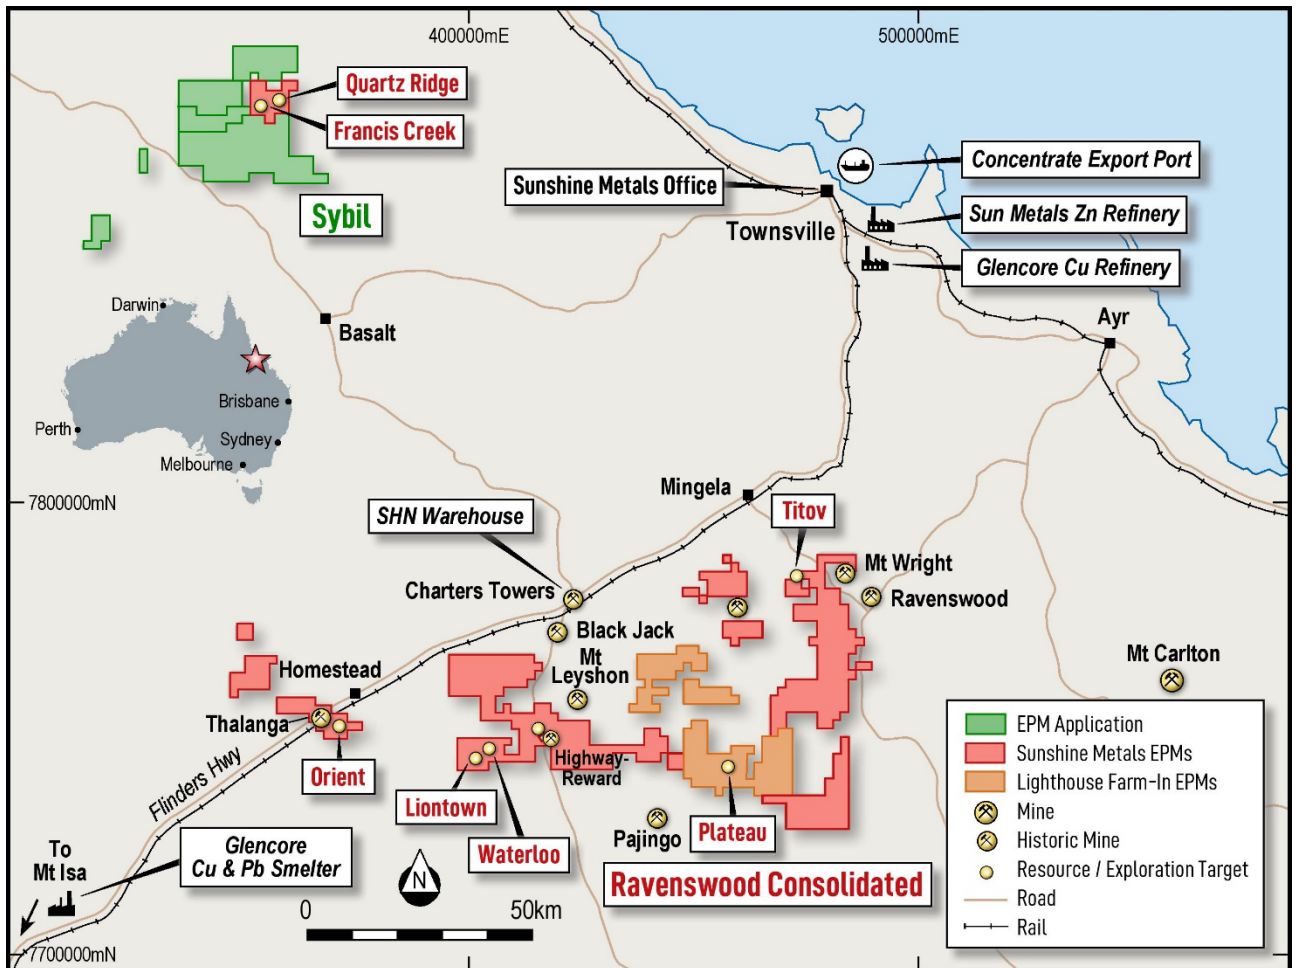 400000mE
500000mE
Quartz Ridge
Francis Creek
Concentrate Export Port
Sunshine Metals Office
Sybil
Sun Metals Zn Refinery
Townsville
Glencore Cu Refinery
Darwin
Basalt
Ayr
Brisbane
Perth
Sydney
Melbourne
Mingela
7800000mN
SHN Warehouse
Titov
Mt Wright
Charters Towers
Ravenswood
Black Jack
Mt
Leyshon
Mt Carlton
Homestead
Thalanga
Highway-
Reward
Orient
Flinders Hwy
Liontown
Pajingo
Plateau
Waterloo
To
Mt Isa
Glencore
Cu & Pb Smelter
N
Ravenswood Consolidated
0
50km
7700000mN
EPM Application
Sunshine Metals EPMs
Lighthouse Farm-In EPMs
Mine
Historic Mine
Resource / Exploration Target
Road
Rail